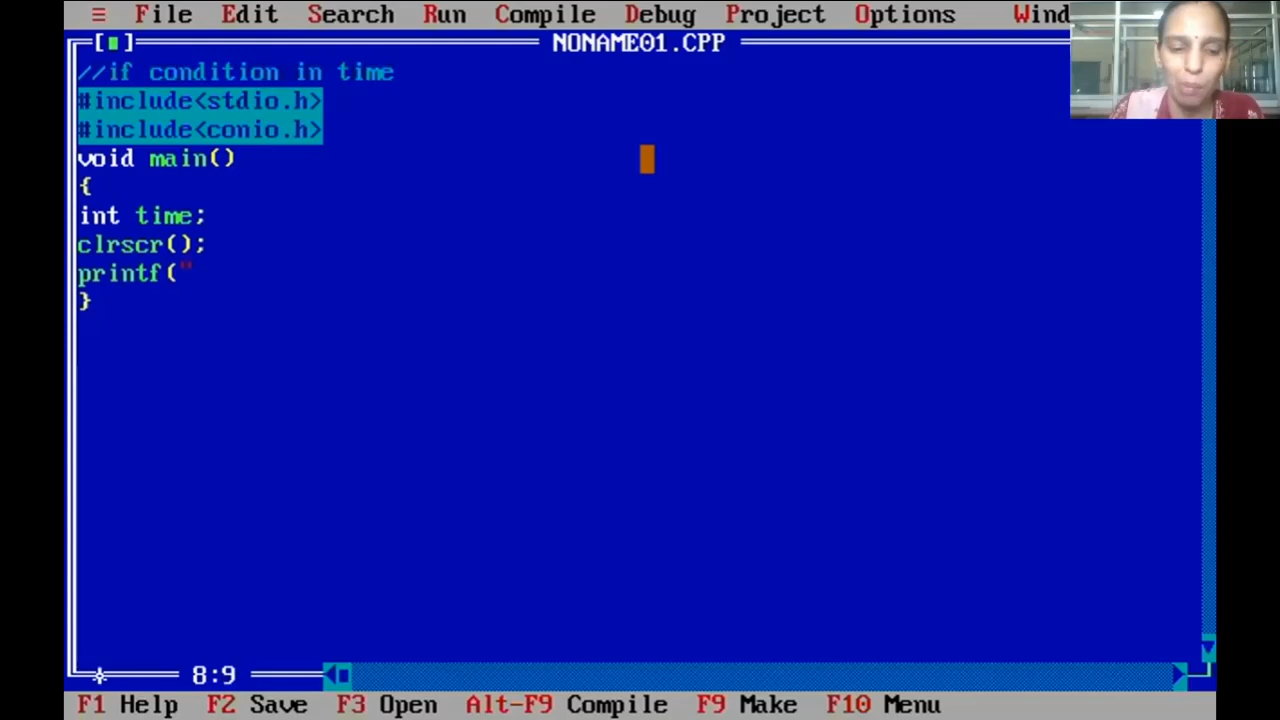 ≡ File Edit Search Run Compile Debug Project Options Wind
[■] NONAME01.CPP
//if condition in time
#include<stdio.h>
#include<conio.h>
void main()
{
int time;
clrscr();
printf("
}
8:9
F1 Help F2 Save F3 Open Alt-F9 Compile F9 Make F10 Menu